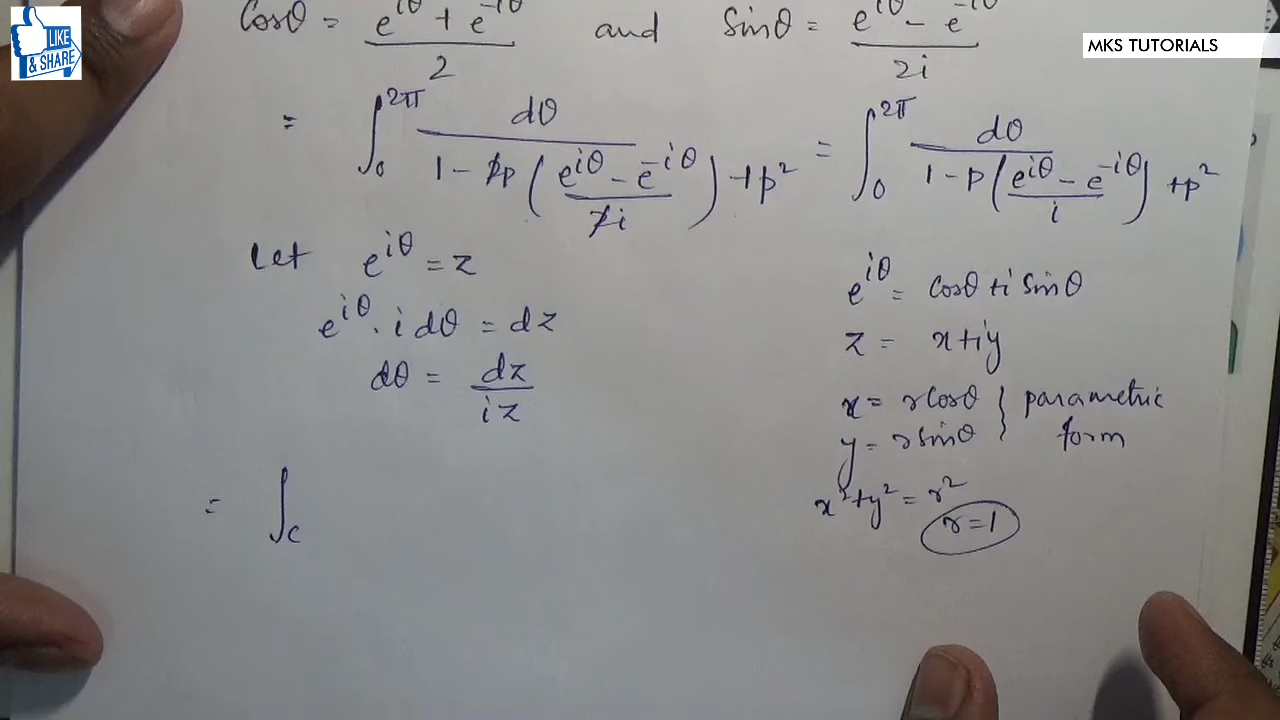 LIKE
& SHARE
MKS TUTORIALS
Cosθ = e^{iθ} + e^{-iθ} / 2 and Sinθ = e^{iθ} - e^{-iθ} / 2i
= ∫_0^{2π} dθ / 1 - 2p (e^{iθ} - e^{-iθ} / 2i) + p² = ∫_0^{2π} dθ / 1 - p (e^{iθ} - e^{-iθ} / i) + p²
Let e^{iθ} = z
e^{iθ} . i dθ = dz
dθ = dz / iz
e^{iθ} = cosθ + i sinθ
z = x + iy
x = r cosθ } parametric
y = r sinθ } form
x² + y² = r²
r = 1
= ∫_c